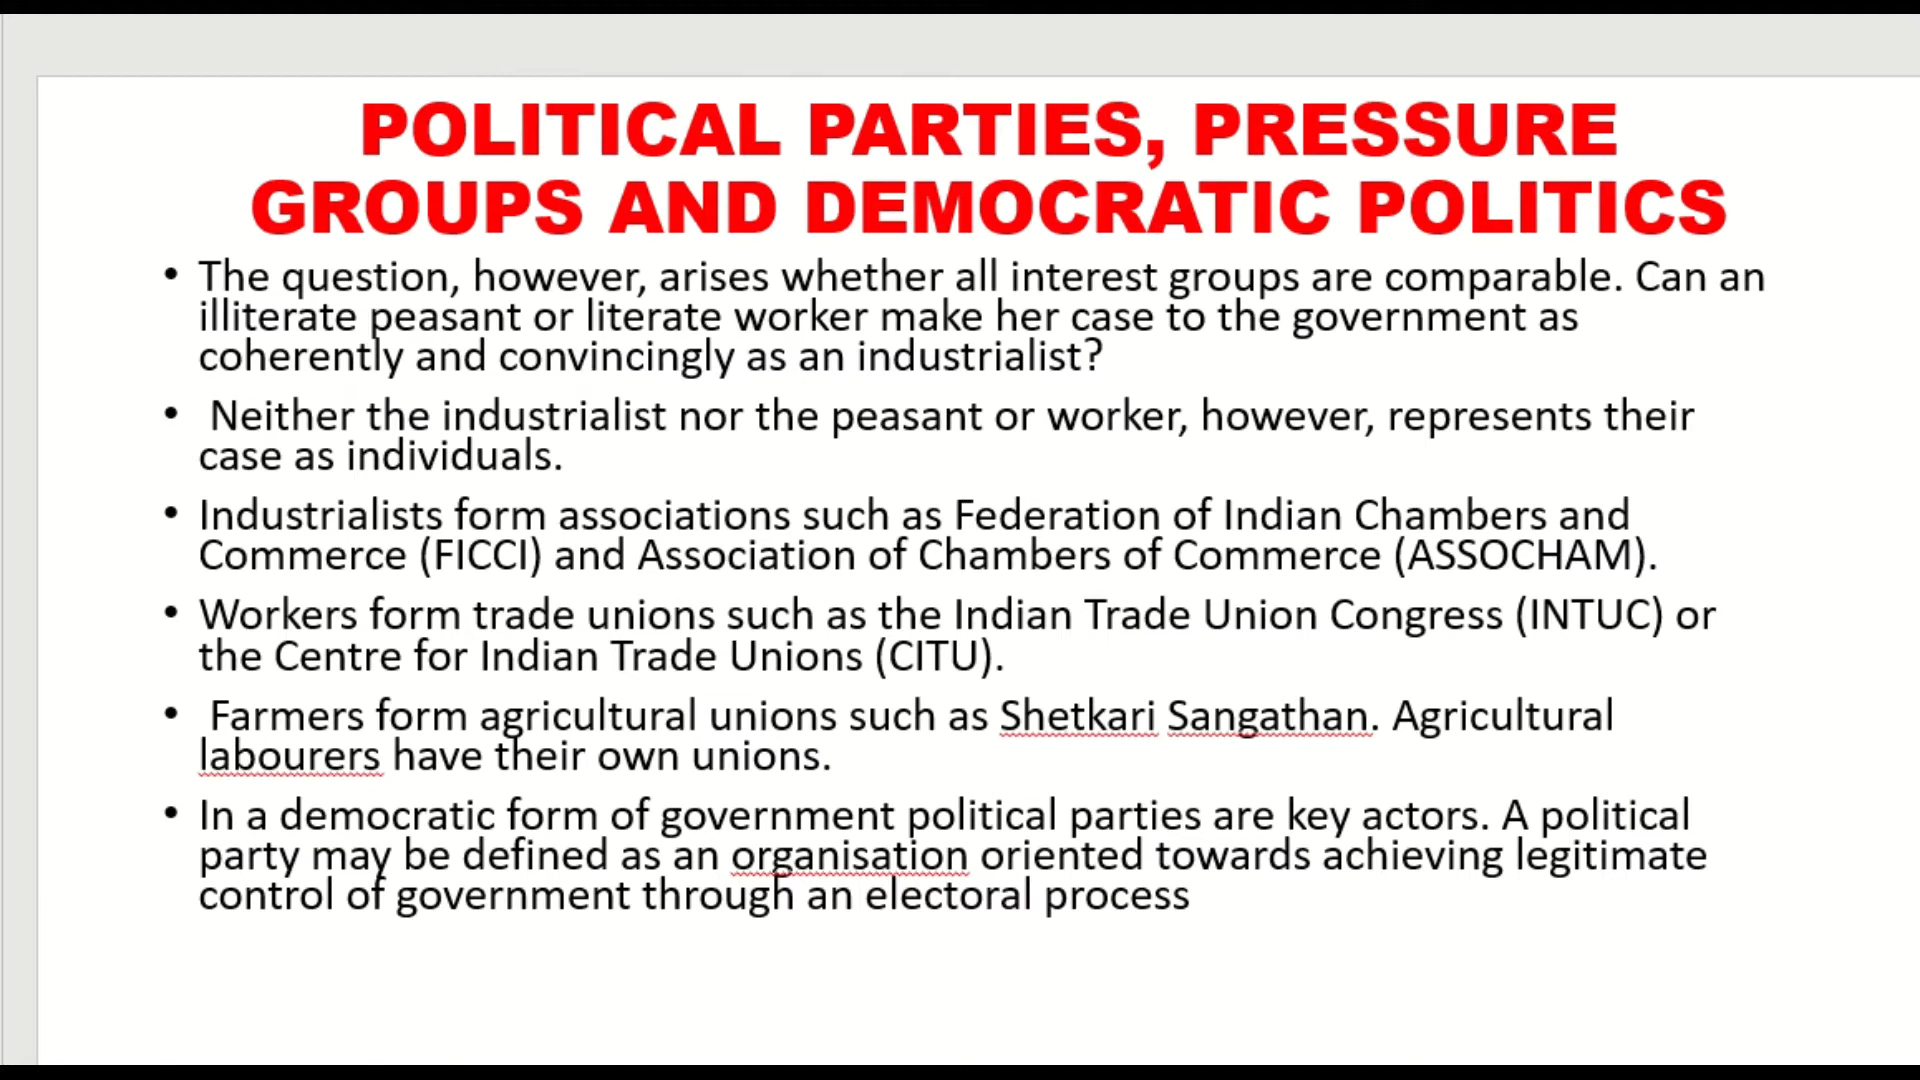 POLITICAL PARTIES, PRESSURE
GROUPS AND DEMOCRATIC POLITICS
• The question, however, arises whether all interest groups are comparable. Can an
illiterate peasant or literate worker make her case to the government as
coherently and convincingly as an industrialist?
• Neither the industrialist nor the peasant or worker, however, represents their
case as individuals.
• Industrialists form associations such as Federation of Indian Chambers and
Commerce (FICCI) and Association of Chambers of Commerce (ASSOCHAM).
• Workers form trade unions such as the Indian Trade Union Congress (INTUC) or
the Centre for Indian Trade Unions (CITU).
• Farmers form agricultural unions such as Shetkari Sangathan. Agricultural
labourers have their own unions.
• In a democratic form of government political parties are key actors. A political
party may be defined as an organisation oriented towards achieving legitimate
control of government through an electoral process